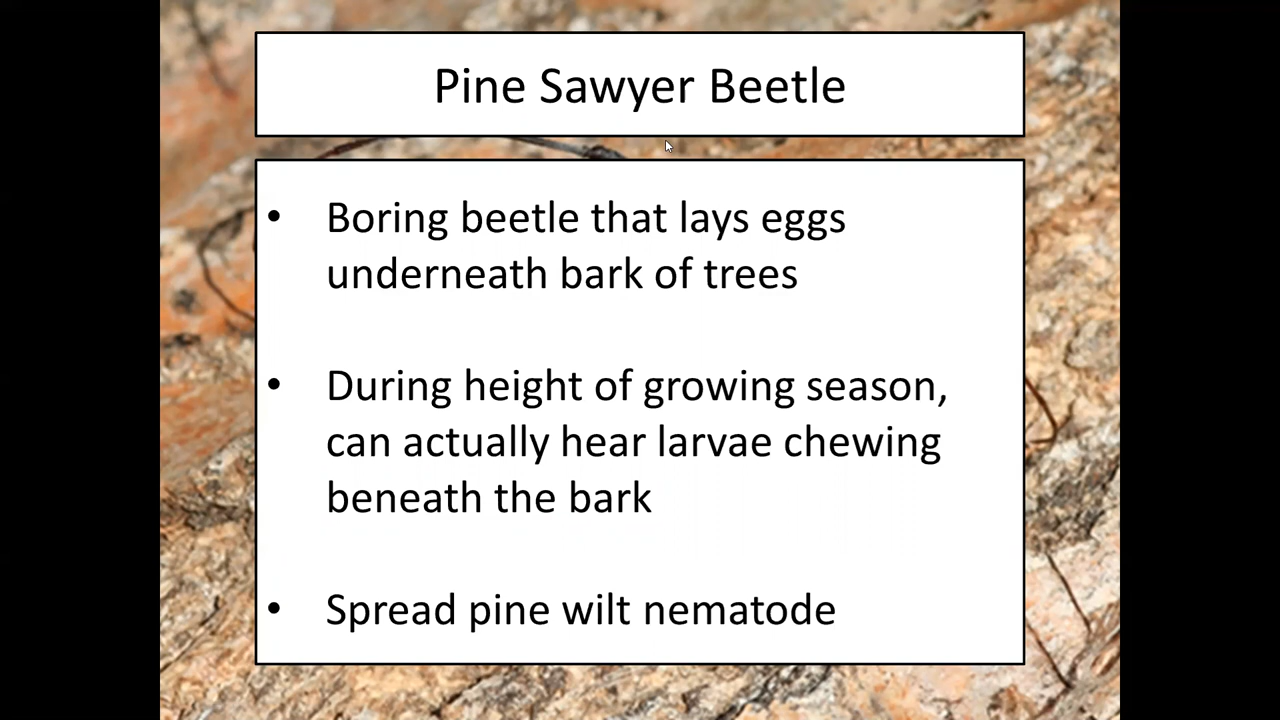 Pine Sawyer Beetle
• Boring beetle that lays eggs
underneath bark of trees
• During height of growing season,
can actually hear larvae chewing
beneath the bark
• Spread pine wilt nematode